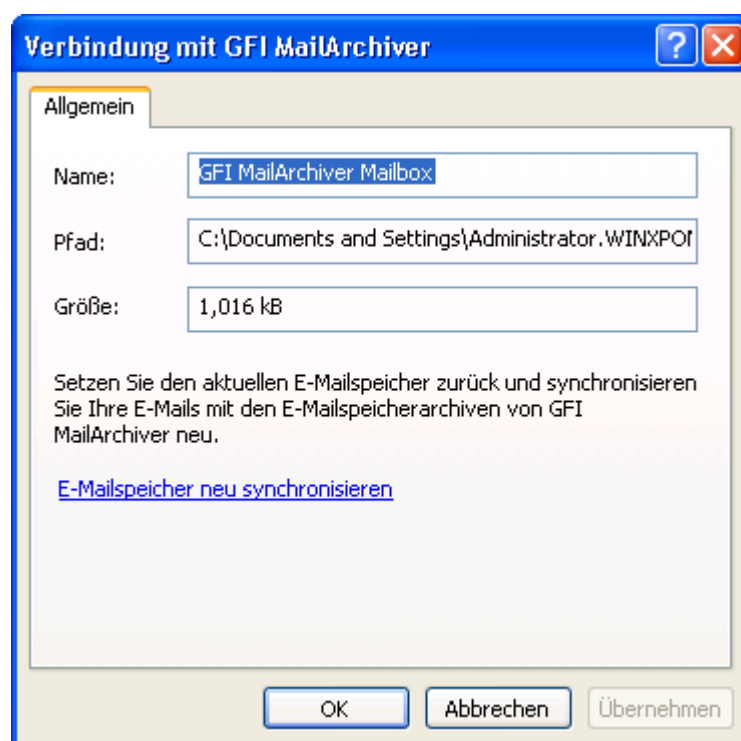 Verbindung mit GFI MailArchiver
Allgemein
Name: GFI MailArchiver Mailbox
Pfad: C:\Documents and Settings\Administrator.WINXPO
Größe: 1,016 kB
Setzen Sie den aktuellen E-Mailspeicher zurück und synchronisieren
Sie Ihre E-Mails mit den E-Mailspeicherarchiven von GFI
MailArchiver neu.
E-Mailspeicher neu synchronisieren
OK Abbrechen Übernehmen